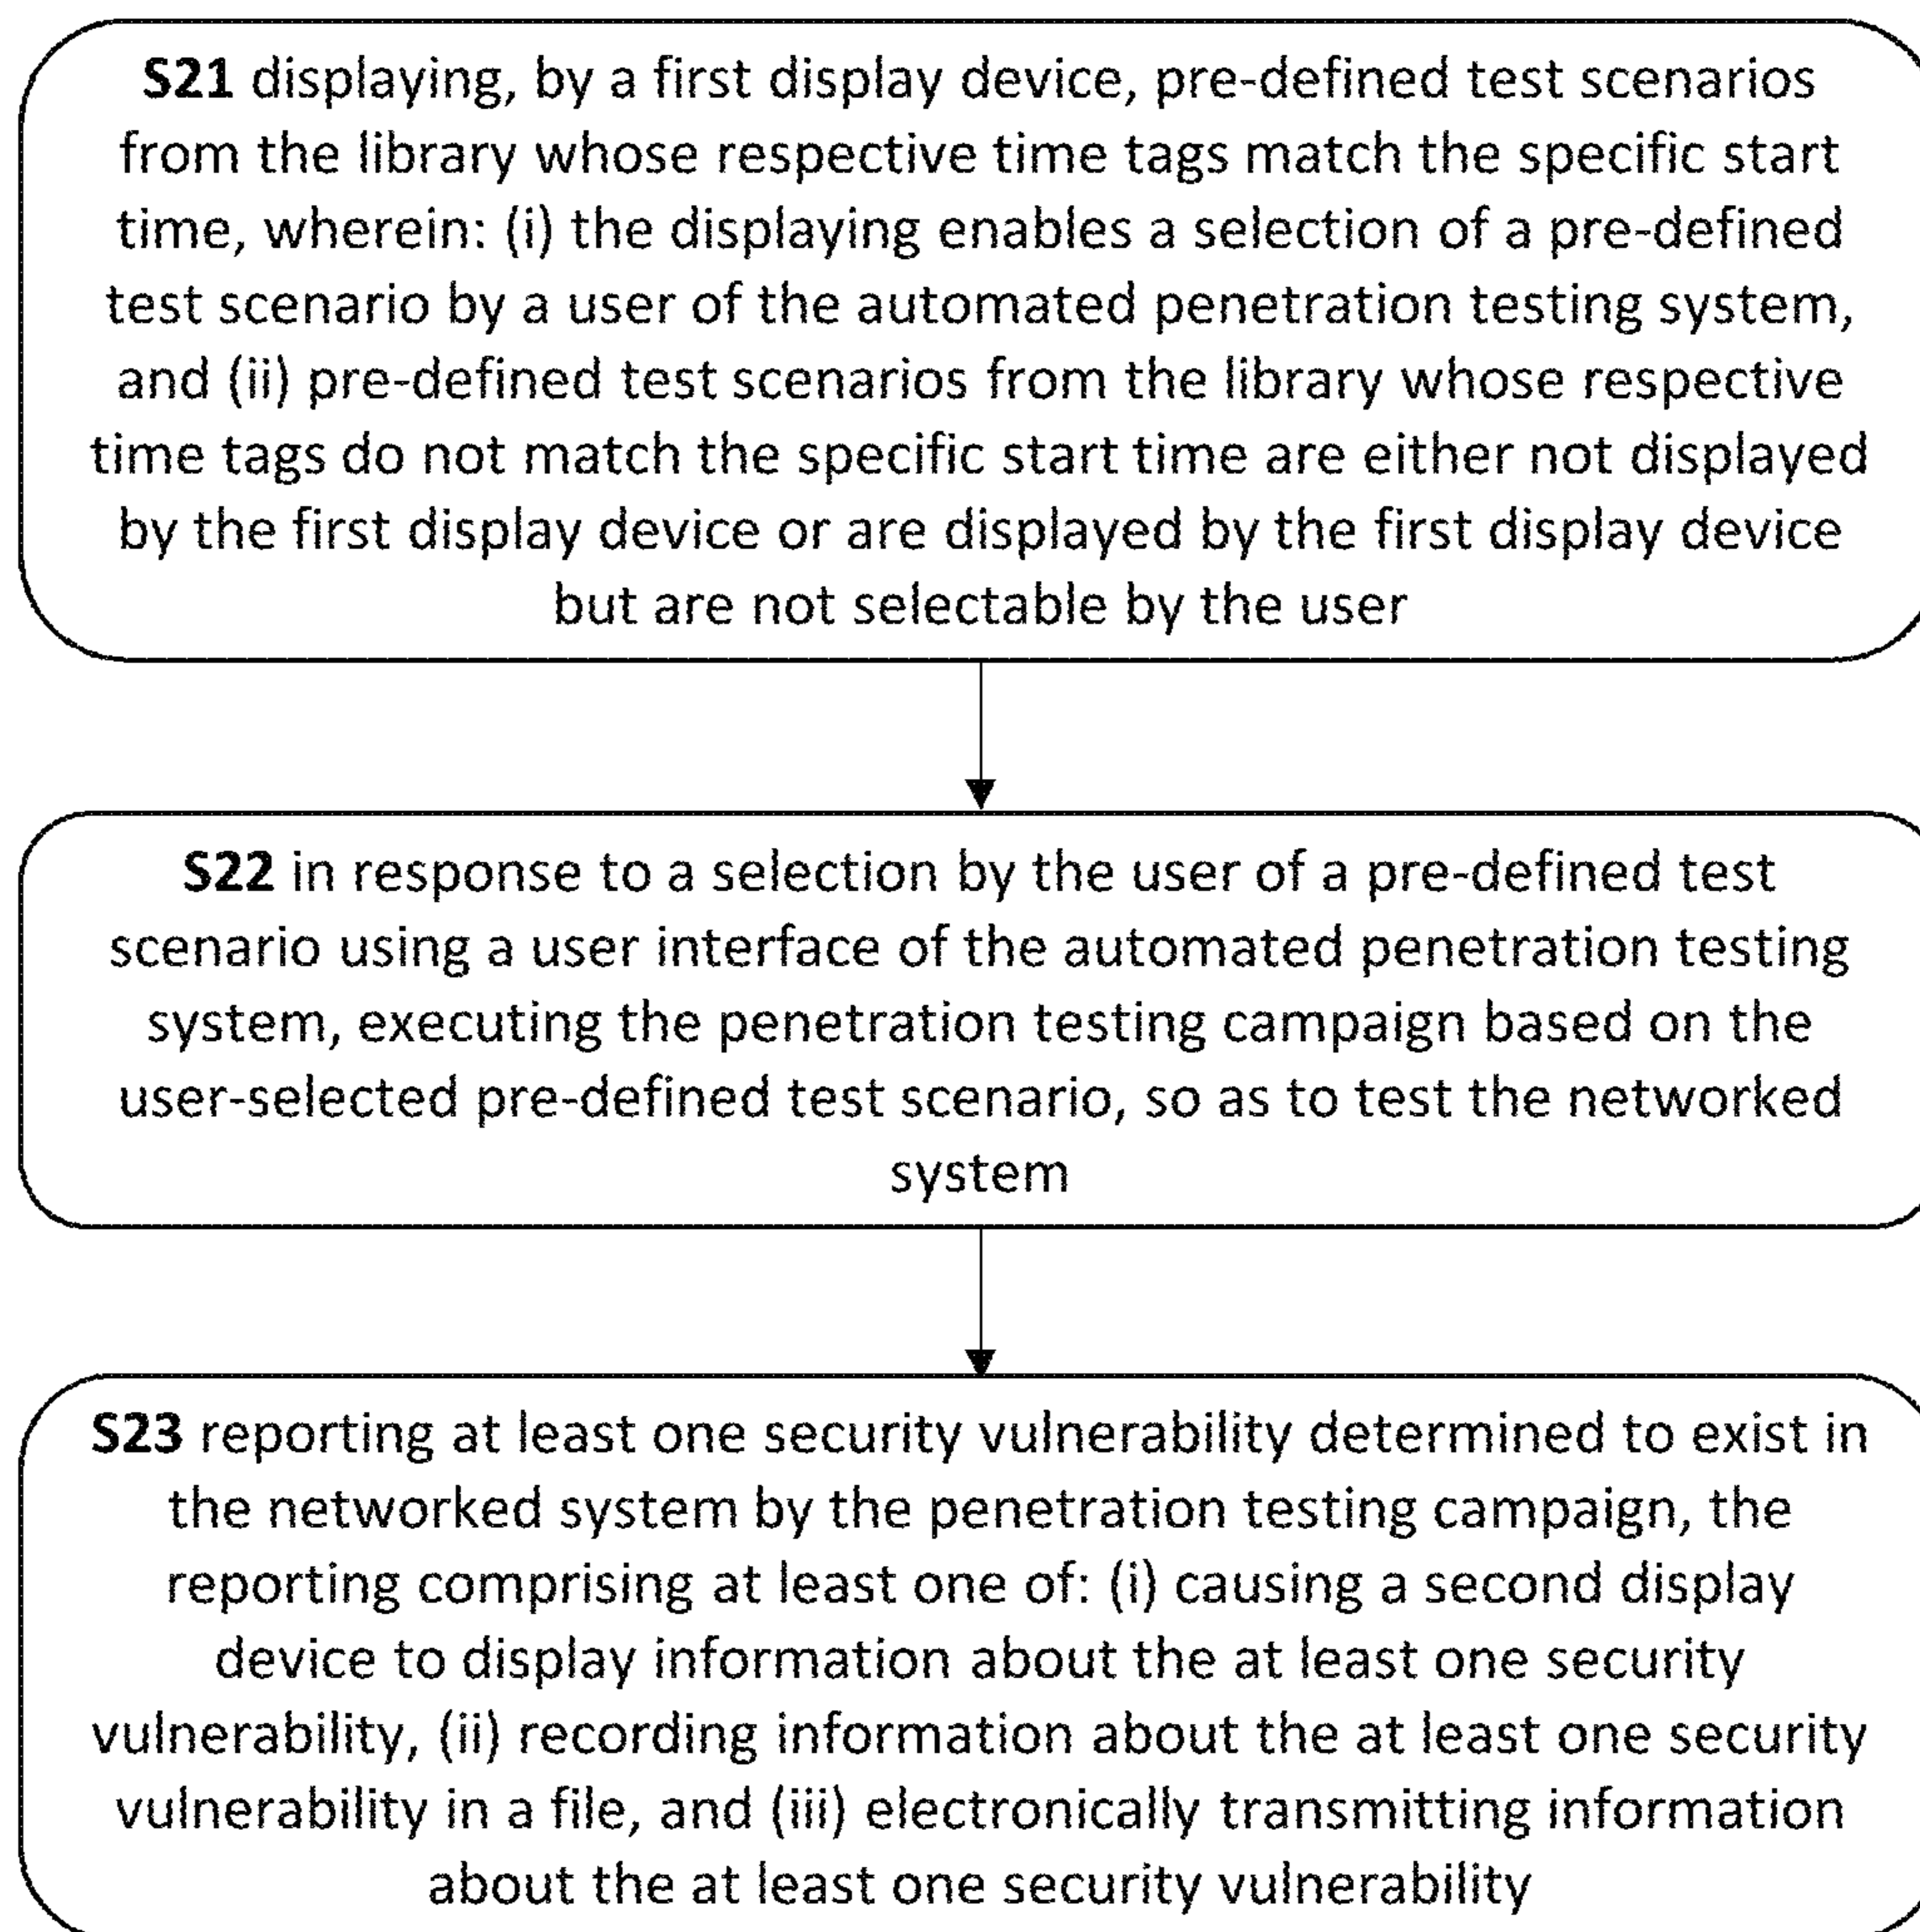 S21 displaying, by a first display device, pre-defined test scenarios
from the library whose respective time tags match the specific start
time, wherein: (i) the displaying enables a selection of a pre-defined
test scenario by a user of the automated penetration testing system,
and (ii) pre-defined test scenarios from the library whose respective
time tags do not match the specific start time are either not displayed
by the first display device or are displayed by the first display device
but are not selectable by the user
S22 in response to a selection by the user of a pre-defined test
scenario using a user interface of the automated penetration testing
system, executing the penetration testing campaign based on the
user-selected pre-defined test scenario, so as to test the networked
system
S23 reporting at least one security vulnerability determined to exist in
the networked system by the penetration testing campaign, the
reporting comprising at least one of: (i) causing a second display
device to display information about the at least one security
vulnerability, (ii) recording information about the at least one security
vulnerability in a file, and (iii) electronically transmitting information
about the at least one security vulnerability